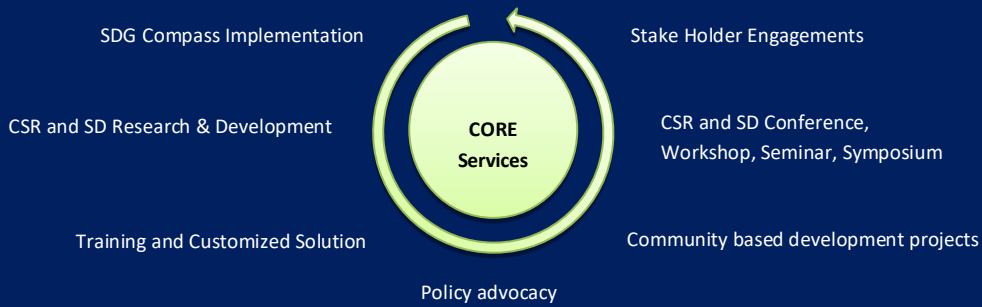 SDG Compass Implementation
Stake Holder Engagements
CSR and SD Research & Development
CORE
Services
CSR and SD Conference,
Workshop, Seminar, Symposium
Training and Customized Solution
Community based development projects
Policy advocacy